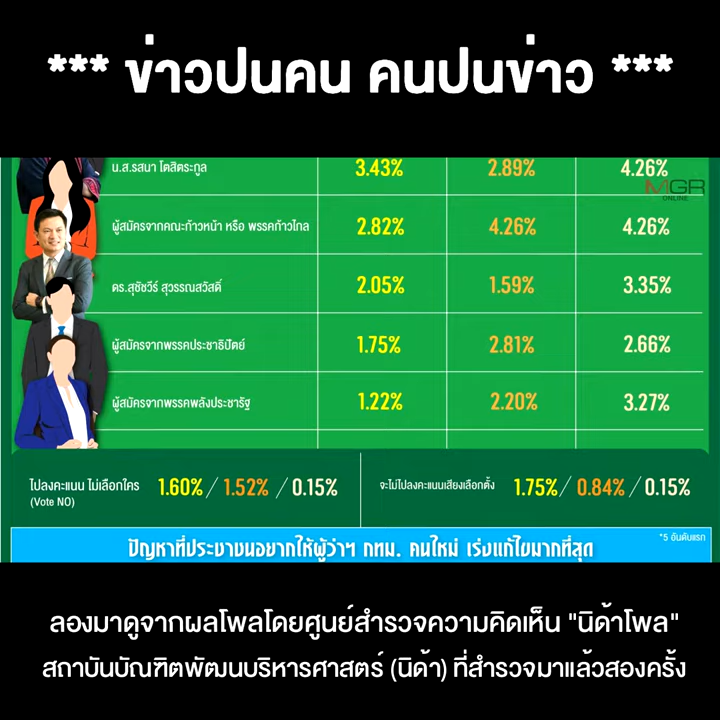 *** ข่าวปนคน คนปนข่าว ***
น.ส.รสนา โตสิตระกูล 3.43% 2.89% 4.26%
MGR
ONLINE
ผู้สมัครจากคณะก้าวหน้า หรือ พรรคก้าวไกล 2.82% 4.26% 4.26%
ดร.สุชัชวีร์ สุวรรณสวัสดิ์ 2.05% 1.59% 3.35%
ผู้สมัครจากพรรคประชาธิปัตย์ 1.75% 2.81% 2.66%
ผู้สมัครจากพรรคพลังประชารัฐ 1.22% 2.20% 3.27%
ไปลงคะแนน ไม่เลือกใคร 1.60% / 1.52% / 0.15%
(Vote NO)
จะไม่ไปลงคะแนนเสียงเลือกตั้ง 1.75% / 0.84% / 0.15%
*5 อันดับแรก
ปัญหาที่ประชาชนอยากให้ผู้ว่าฯ กทม. คนใหม่ เร่งแก้ไขมากที่สุด
ลองมาดูจากผลโพลโดยศูนย์สำรวจความคิดเห็น "นิด้าโพล"
สถาบันบัณฑิตพัฒนบริหารศาสตร์ (นิด้า) ที่สำรวจมาแล้วสองครั้ง